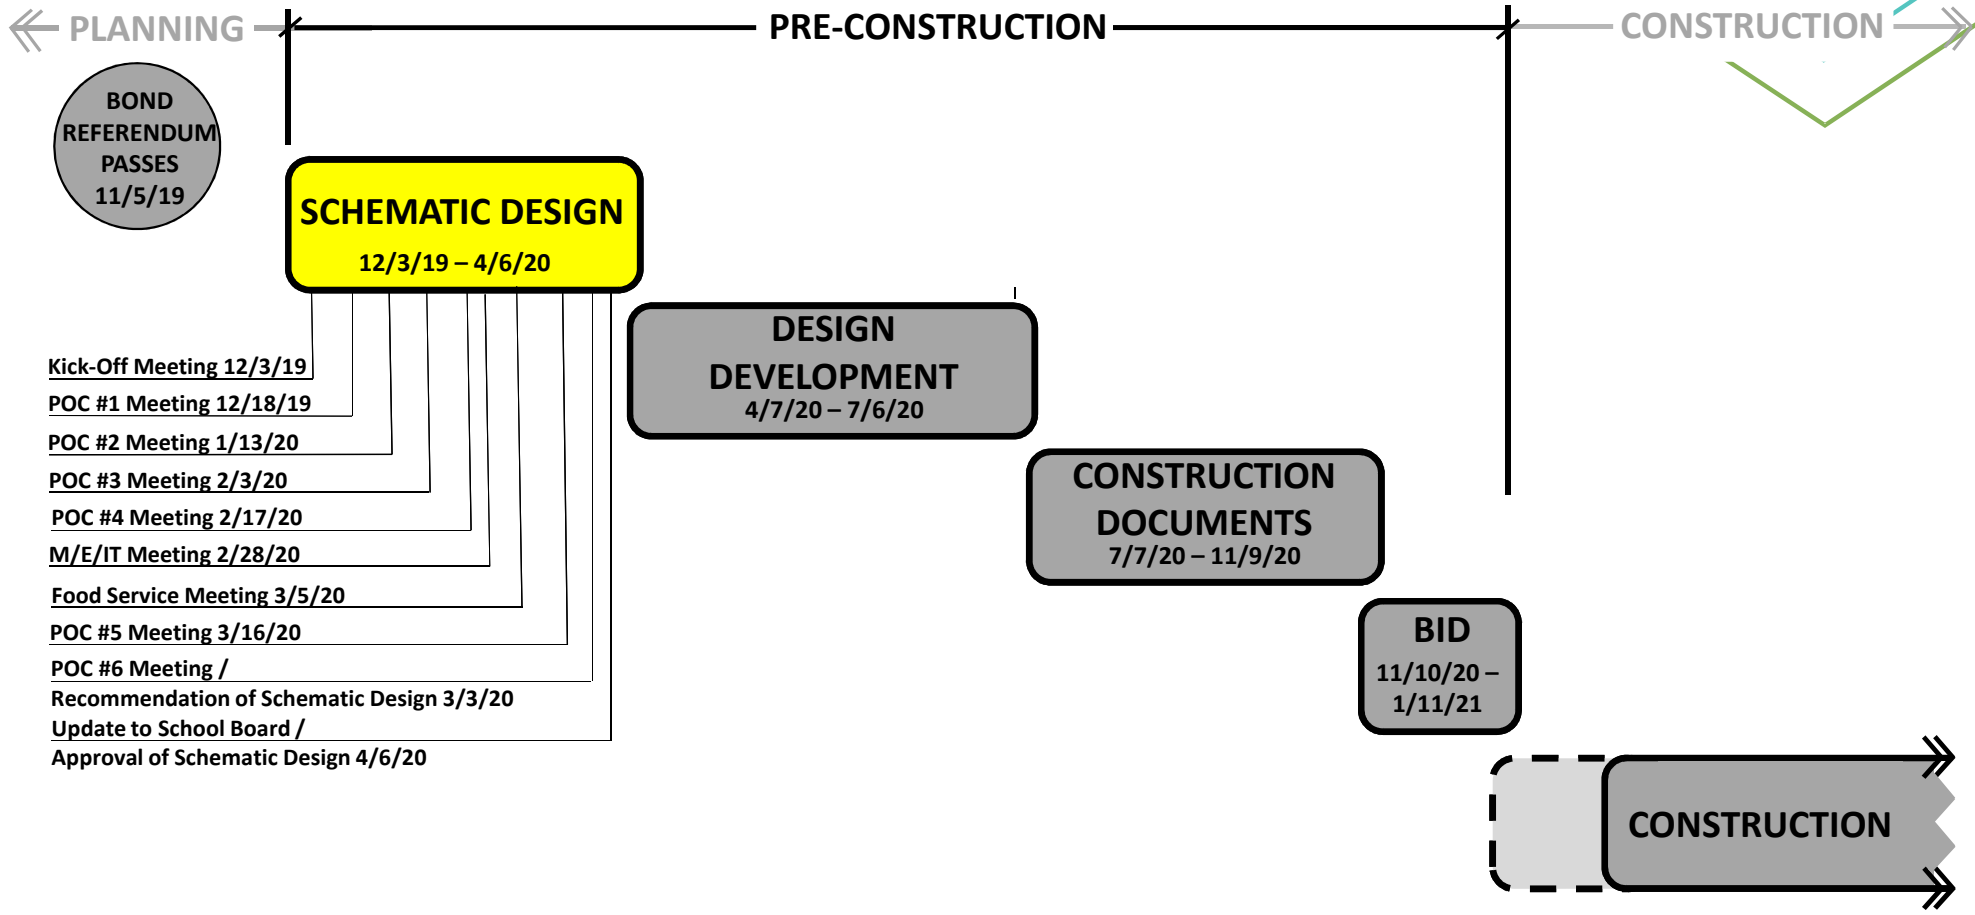 PLANNING
PRE-CONSTRUCTION
CONSTRUCTION
BOND
REFERENDUM
PASSES
11/5/19
SCHEMATIC DESIGN
12/3/19 – 4/6/20
DESIGN
DEVELOPMENT
4/7/20 – 7/6/20
Kick-Off Meeting 12/3/19
POC #1 Meeting 12/18/19
POC #2 Meeting 1/13/20
POC #3 Meeting 2/3/20
POC #4 Meeting 2/17/20
M/E/IT Meeting 2/28/20
Food Service Meeting 3/5/20
POC #5 Meeting 3/16/20
POC #6 Meeting /
Recommendation of Schematic Design 3/3/20
Update to School Board /
Approval of Schematic Design 4/6/20
CONSTRUCTION
DOCUMENTS
7/7/20 – 11/9/20
BID
11/10/20 –
1/11/21
CONSTRUCTION